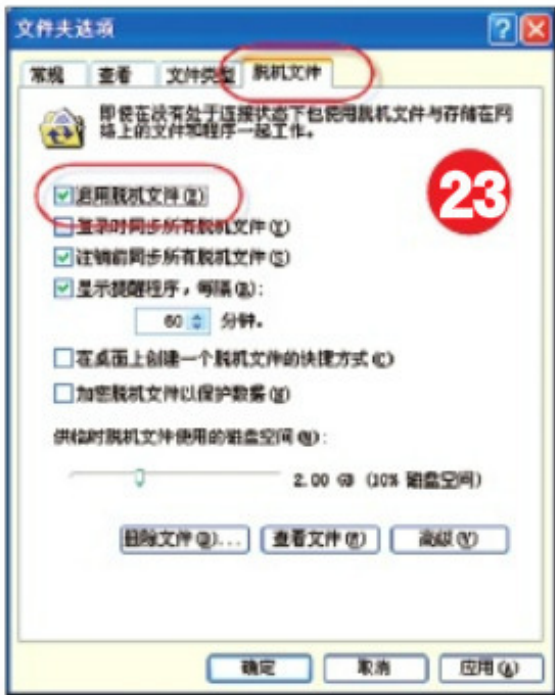 文件夹选项
常规 查看 文件类型 脱机文件
即使在没有处于连接状态下也使用脱机文件与存储在网
络上的文件和程序一起工作。
23
启用脱机文件(E)
登录时同步所有脱机文件(Y)
注销前同步所有脱机文件(S)
显示提醒程序，每隔(R):
60 分钟。
在桌面上创建一个脱机文件的快捷方式(C)
加密脱机文件以保护数据(N)
供临时脱机文件使用的磁盘空间(M):
2.00 GB (10% 磁盘空间)
删除文件(D)... 查看文件(F) 高级(V)
确定 取消 应用(A)